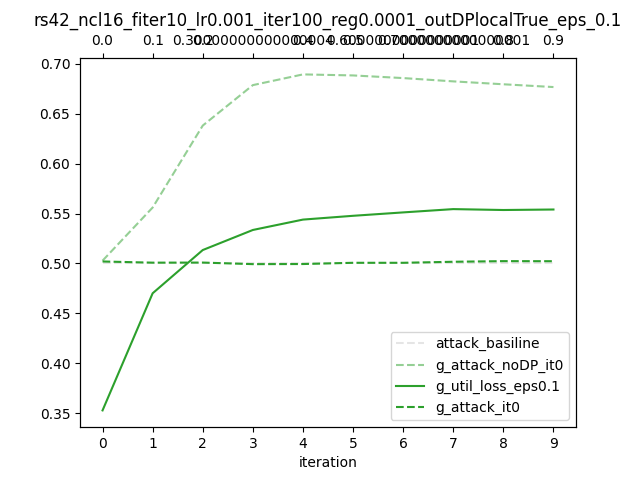 rs42_ncl16_fiter10_lr0.001_iter100_reg0.0001_outDPlocalTrue_eps_0.1
0.0 0.1 0.9
0.70
0.65
0.60
0.55
0.50
0.45
0.40
0.35
attack_basiline
g_attack_noDP_it0
g_util_loss_eps0.1
g_attack_it0
0 1 2 3 4 5 6 7 8 9
iteration